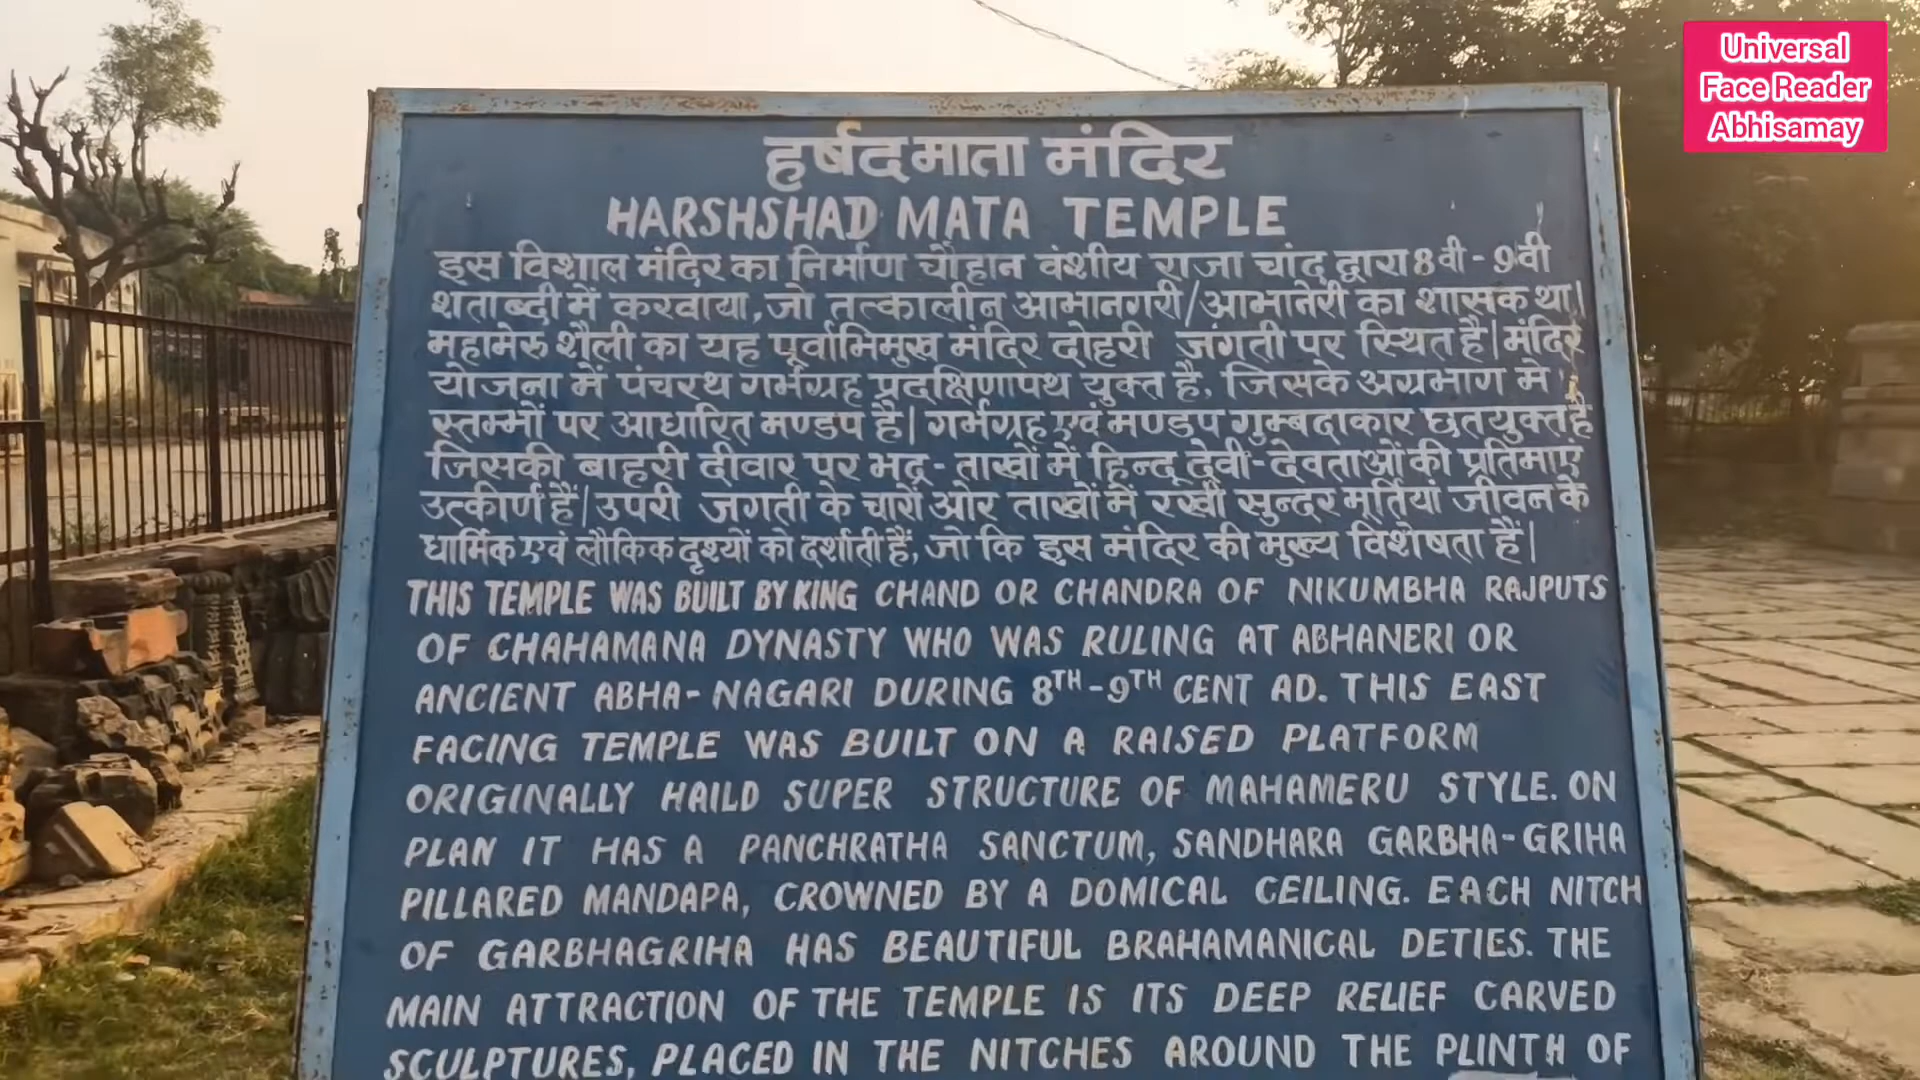 Universal
Face Reader
Abhisamay
हर्षद माता मंदिर
HARSHSHAD MATA TEMPLE
इस विशाल मंदिर का निर्माण चौहान वंशीय राजा चांद द्वारा 8वी - 9वी
शताब्दी में करवाया, जो तत्कालीन आभानगरी/आभानेरी का शासक था|
महामेरु शैली का यह पूर्वाभिमुख मंदिर दोहरी जंगती पर स्थित है|मंदिर
योजना में पंचरथ गर्भग्रह प्रदक्षिणापथ युक्त है, जिसके अग्रभाग मे
स्तम्भों पर आधारित मण्डप है| गर्भग्रह एवं मण्डप गुम्बदाकार छतयुक्त है
जिसकी बाहरी दीवार पर भद्र - ताखों में हिन्दू देवी-देवताओं की प्रतिमाएं
उत्कीर्ण हैं|उपरी जगती के चारों ओर ताखों में रखी सुन्दर मूर्तियां जीवन के
धार्मिक एवं लौकिक दृश्यों को दर्शाती हैं, जो कि इस मंदिर की मुख्य विशेषता हैं|
THIS TEMPLE WAS BUILT BY KING CHAND OR CHANDRA OF NIKUMBHA RAJPUTS
OF CHAHAMANA DYNASTY WHO WAS RULING AT ABHANERI OR
ANCIENT ABHA-NAGARI DURING 8TH-9TH CENT AD. THIS EAST
FACING TEMPLE WAS BUILT ON A RAISED PLATFORM
ORIGINALLY HAILD SUPER STRUCTURE OF MAHAMERU STYLE. ON
PLAN IT HAS A PANCHRATHA SANCTUM, SANDHARA GARBHA-GRIHA
PILLARED MANDAPA, CROWNED BY A DOMICAL CEILING. EACH NITCH
OF GARBHAGRIHA HAS BEAUTIFUL BRAHAMANICAL DETIES. THE
MAIN ATTRACTION OF THE TEMPLE IS ITS DEEP RELIEF CARVED
SCULPTURES, PLACED IN THE NITCHES AROUND THE PLINTH OF